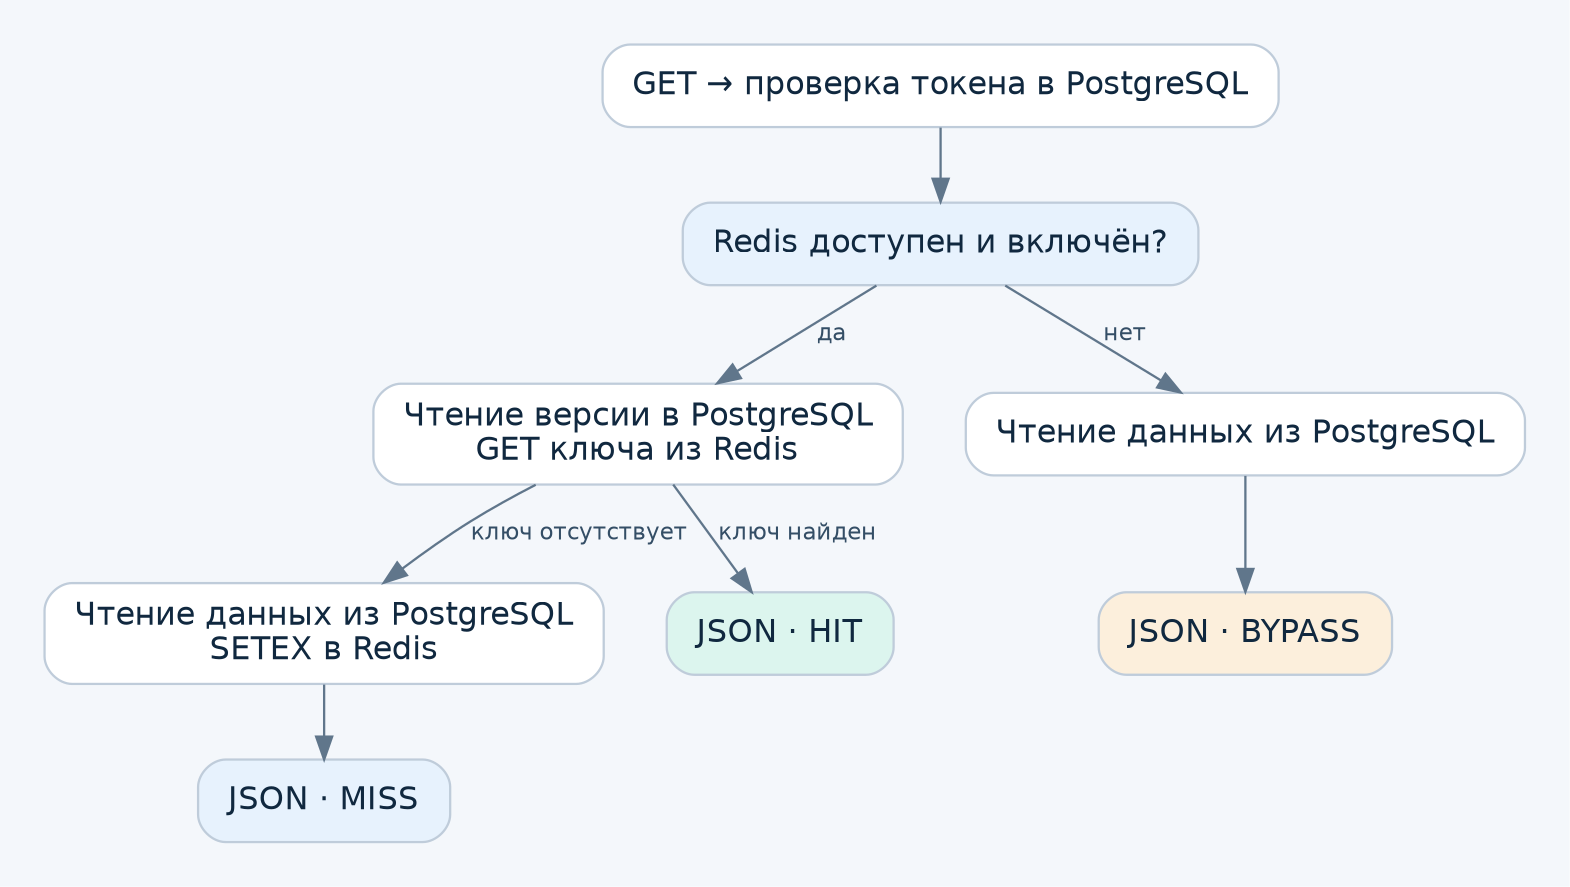 GET → проверка токена в PostgreSQL
Redis доступен и включён?
да
нет
Чтение версии в PostgreSQL
GET ключа из Redis
Чтение данных из PostgreSQL
ключ отсутствует
ключ найден
Чтение данных из PostgreSQL
SETEX в Redis
JSON · HIT
JSON · BYPASS
JSON · MISS